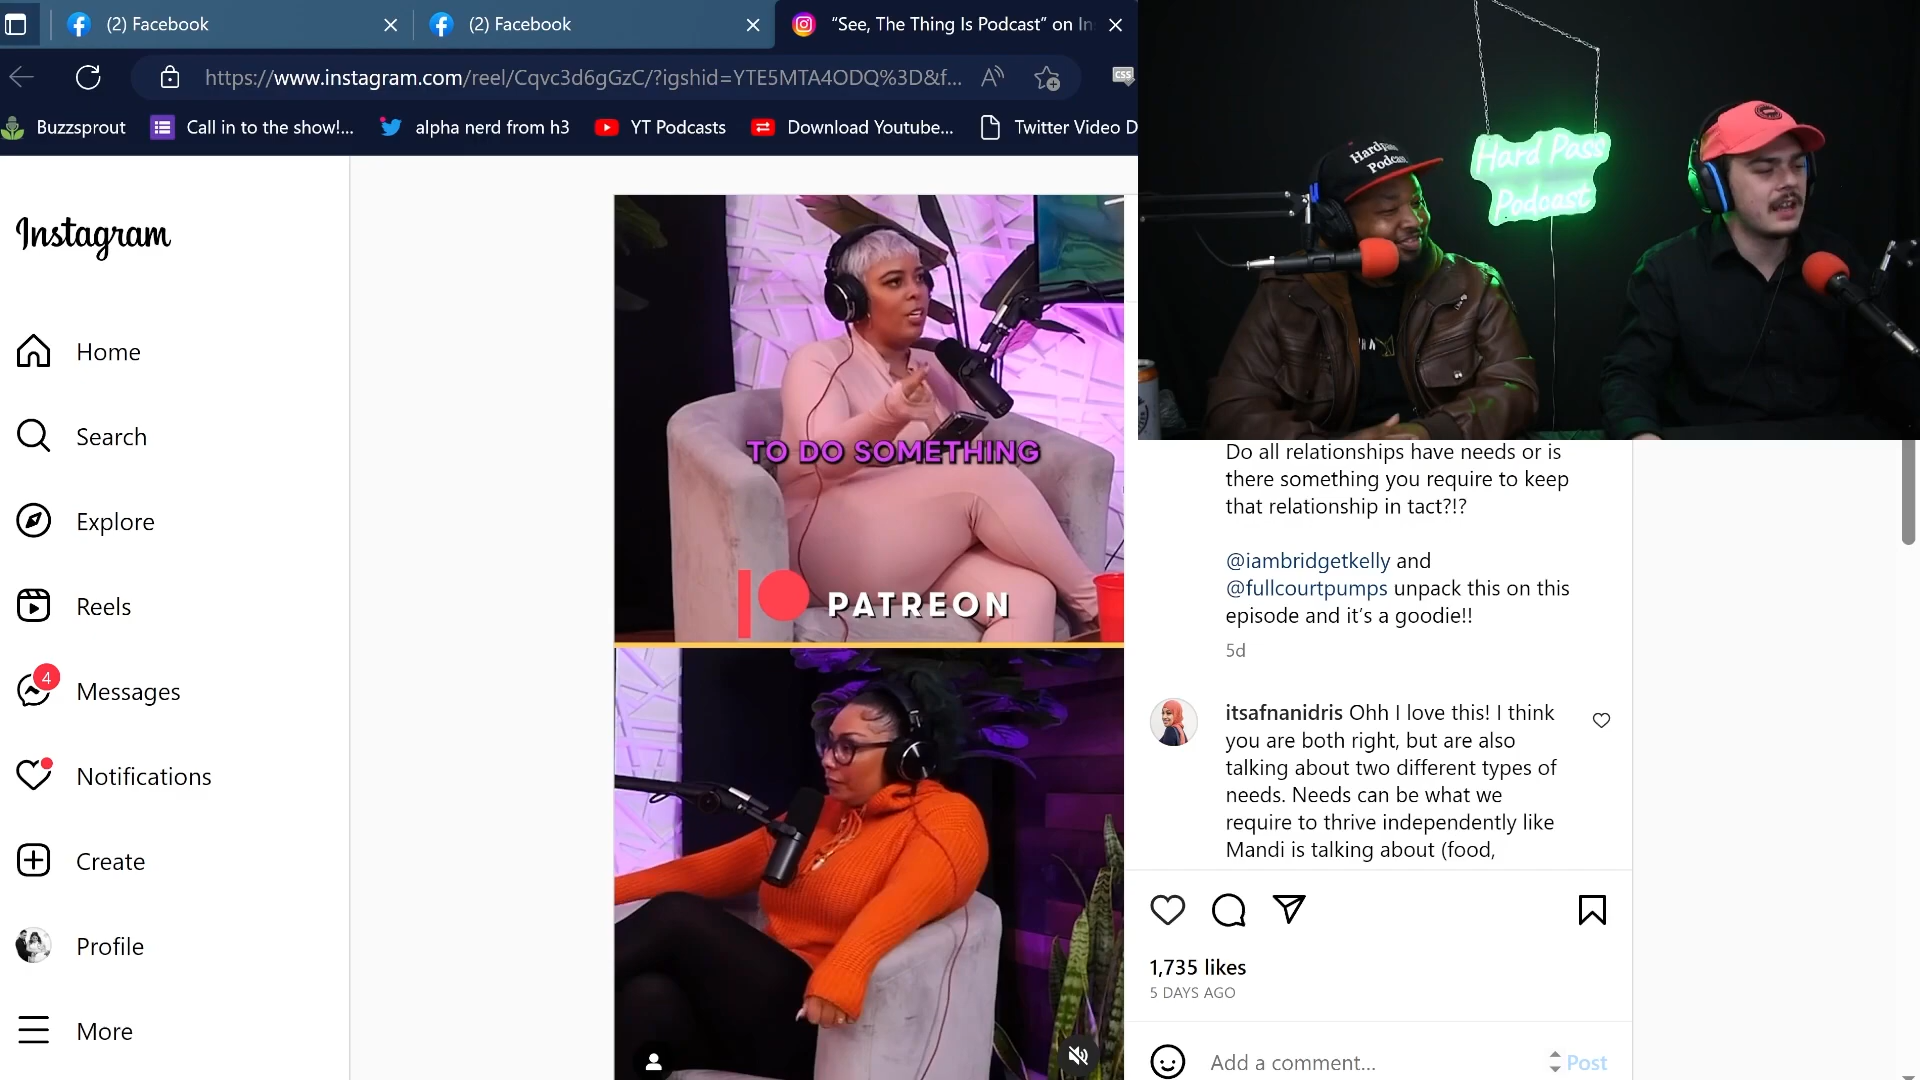 (2) Facebook
(2) Facebook
“See, The Thing Is Podcast” on In
https://www.instagram.com/reel/Cqvc3d6gGzC/?igshid=YTE5MTA4ODQ%3D&f...
CSS
Buzzsprout
Call in to the show!...
alpha nerd from h3
YT Podcasts
Download Youtube...
Twitter Video D
Instagram
Home
Search
Explore
Reels
4
Messages
Notifications
Create
Profile
More
TO DO SOMETHING
PATREON
Hard Pass
Podcast
Hardpass
Podcast
Do all relationships have needs or is
there something you require to keep
that relationship in tact?!?
@iambridgetkelly and
@fullcourtpumps unpack this on this
episode and it’s a goodie!!
5d
itsafnanidris Ohh I love this! I think
you are both right, but are also
talking about two different types of
needs. Needs can be what we
require to thrive independently like
Mandi is talking about (food,
1,735 likes
5 DAYS AGO
Add a comment...
Post